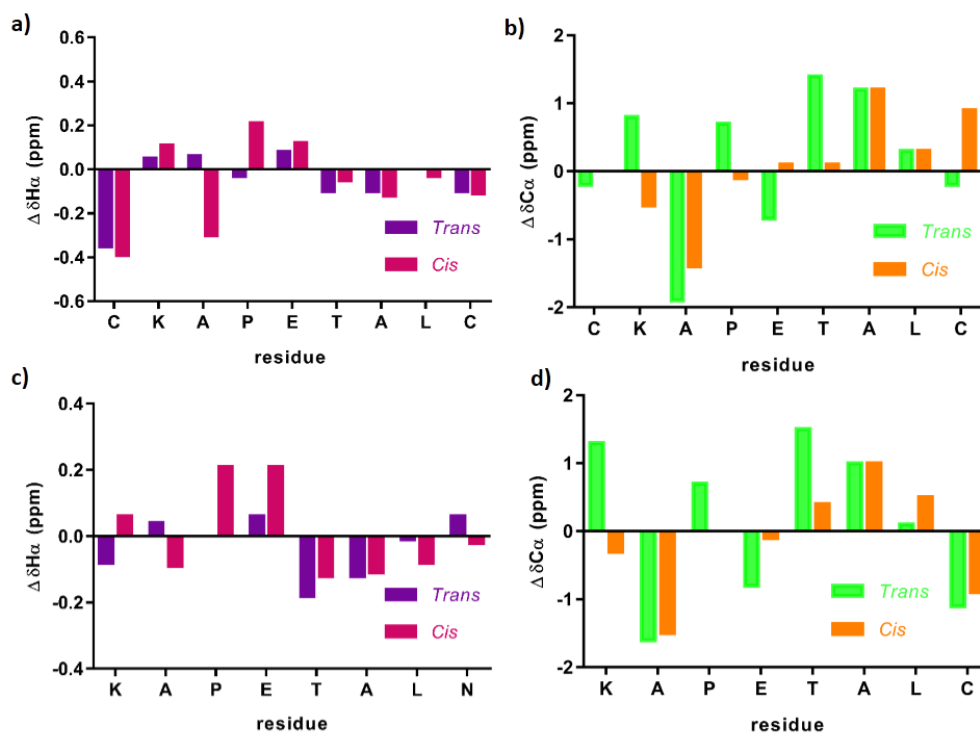 a)
0.6
0.4
0.2
0.0
-0.2
-0.4
-0.6
Δ δHα (ppm)
Trans
Cis
C K A P E T A L C
residue
b)
2
1
0
-1
-2
Δ δCα (ppm)
Trans
Cis
C K A P E T A L C
residue
c)
0.4
0.2
0.0
-0.2
-0.4
Δ δHα (ppm)
Trans
Cis
K A P E T A L N
residue
d)
2
1
0
-1
-2
Δ δCα (ppm)
Trans
Cis
K A P E T A L C
residue